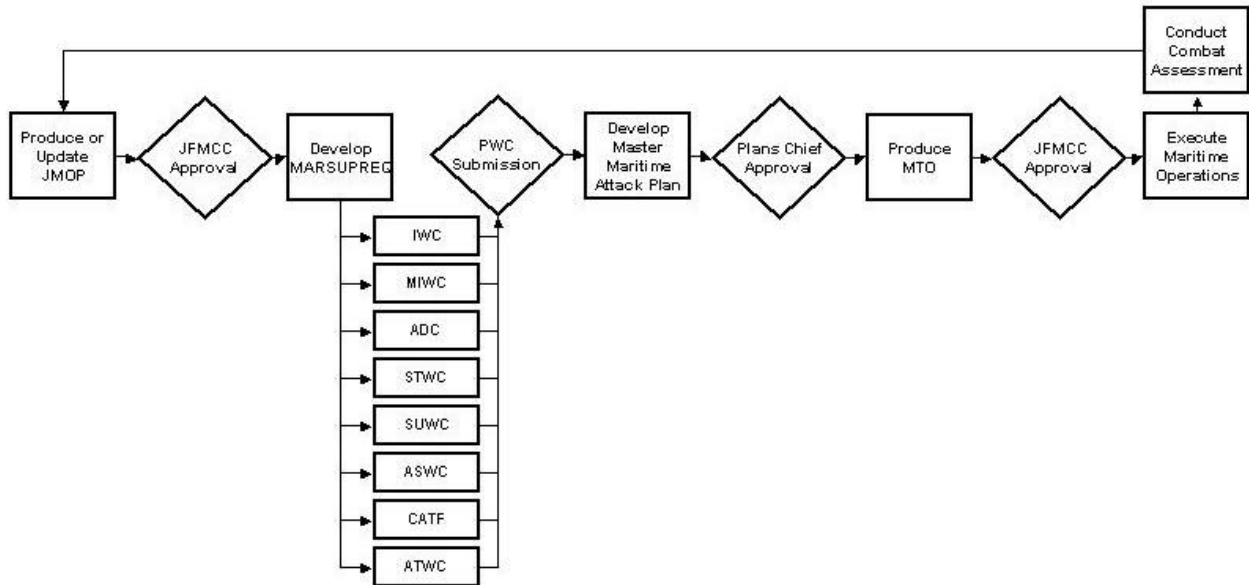 Conduct
Combat
Assessment
Produce or
Update
JMOP
JFMCC
Approval
Develop
MARSUPREQ
PWC
Submission
Develop
Master
Maritime
Attack Plan
Plans Chief
Approval
Produce
MTO
JFMCC
Approval
Execute
Maritime
Operations
IWC
MIWC
ADC
STWC
SUWC
ASWC
CATF
ATWC